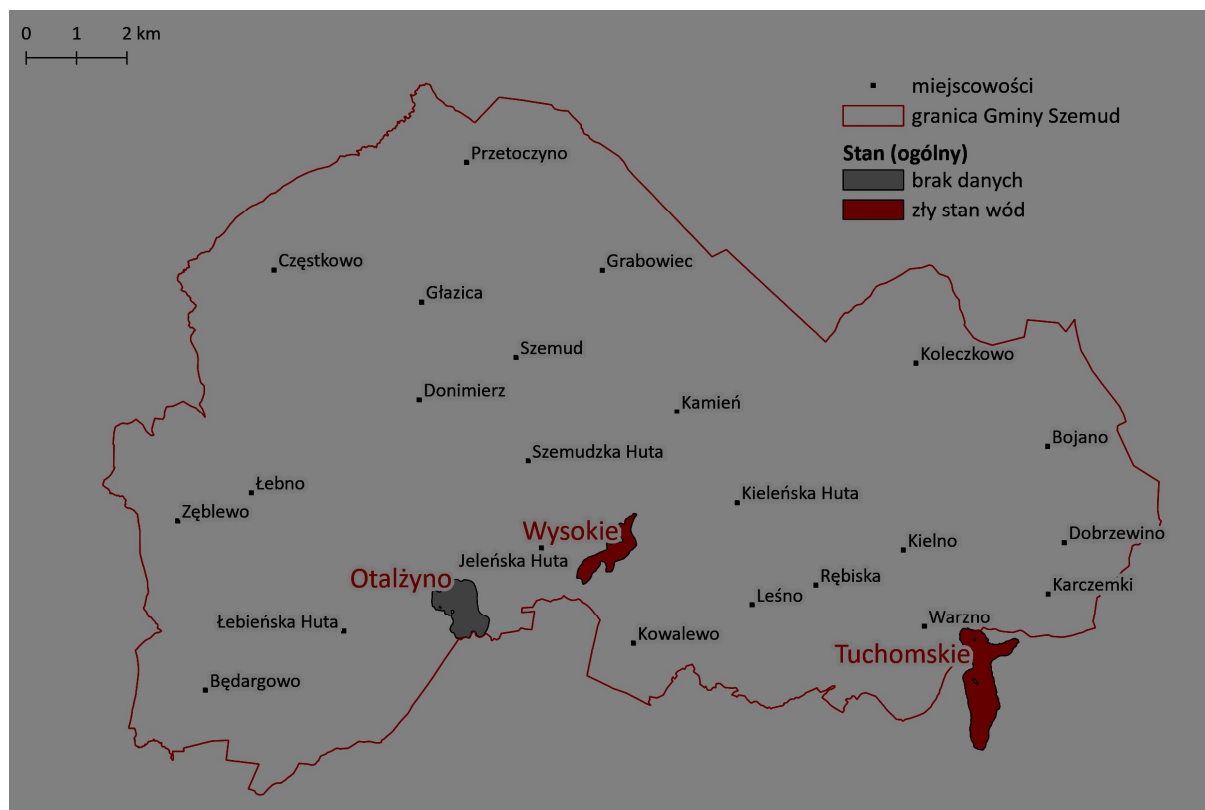 0 1 2 km
miejscowości
granica Gminy Szemud
Stan (ogólny)
brak danych
zły stan wód
Przetoczyno
Częstkowo
Grabowiec
Głazica
Szemud
Koleczkowo
Donimierz
Kamień
Bojano
Szemudzka Huta
Łebno
Kieleńska Huta
Zęblewo
Wysokie
Dobrzewino
Kielno
Jeleńska Huta
Otalżyno
Rębiska
Karczemki
Leśno
Łebieńska Huta
Warzno
Kowalewo
Tuchomskie
Będargowo